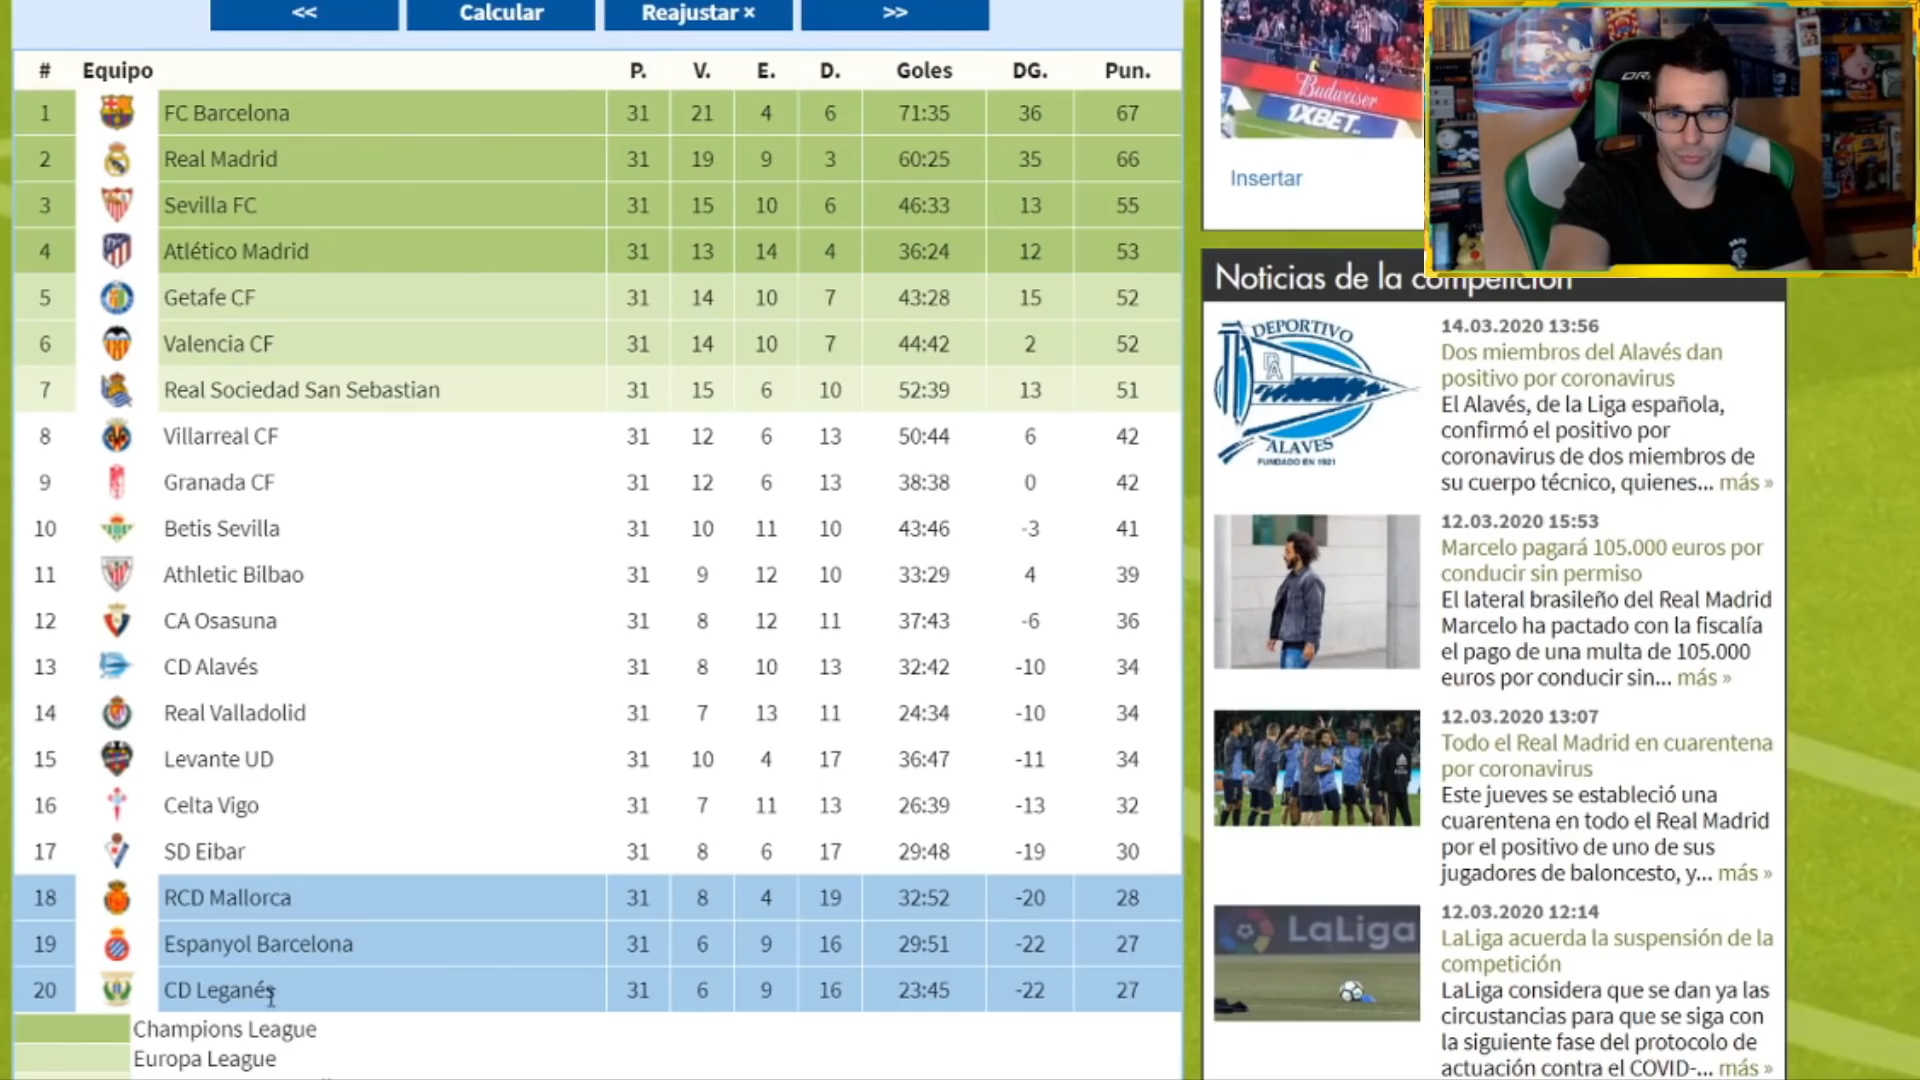 <<
Calcular
Reajustar ×
>>
# Equipo P. V. E. D. Goles DG. Pun.
1 FC Barcelona 31 21 4 6 71:35 36 67
2 Real Madrid 31 19 9 3 60:25 35 66
3 Sevilla FC 31 15 10 6 46:33 13 55
4 Atlético Madrid 31 13 14 4 36:24 12 53
5 Getafe CF 31 14 10 7 43:28 15 52
6 Valencia CF 31 14 10 7 44:42 2 52
7 Real Sociedad San Sebastian 31 15 6 10 52:39 13 51
8 Villarreal CF 31 12 6 13 50:44 6 42
9 Granada CF 31 12 6 13 38:38 0 42
10 Betis Sevilla 31 10 11 10 43:46 -3 41
11 Athletic Bilbao 31 9 12 10 33:29 4 39
12 CA Osasuna 31 8 12 11 37:43 -6 36
13 CD Alavés 31 8 10 13 32:42 -10 34
14 Real Valladolid 31 7 13 11 24:34 -10 34
15 Levante UD 31 10 4 17 36:47 -11 34
16 Celta Vigo 31 7 11 13 26:39 -13 32
17 SD Eibar 31 8 6 17 29:48 -19 30
18 RCD Mallorca 31 8 4 19 32:52 -20 28
19 Espanyol Barcelona 31 6 9 16 29:51 -22 27
20 CD Leganés 31 6 9 16 23:45 -22 27
Champions League
Europa League
Budweiser
1XBET
Insertar
Noticias de la competición
DEPORTIVO
DA
ALAVES
FUNDADO EN 1921
14.03.2020 13:56
Dos miembros del Alavés dan
positivo por coronavirus
El Alavés, de la Liga española,
confirmó el positivo por
coronavirus de dos miembros de
su cuerpo técnico, quienes... más »
12.03.2020 15:53
Marcelo pagará 105.000 euros por
conducir sin permiso
El lateral brasileño del Real Madrid
Marcelo ha pactado con la fiscalía
el pago de una multa de 105.000
euros por conducir sin... más »
12.03.2020 13:07
Todo el Real Madrid en cuarentena
por coronavirus
Este jueves se estableció una
cuarentena en todo el Real Madrid
por el positivo de uno de sus
jugadores de baloncesto, y... más »
LaLiga
12.03.2020 12:14
LaLiga acuerda la suspensión de la
competición
LaLiga considera que se dan ya las
circunstancias para que se siga con
la siguiente fase del protocolo de
actuación contra el COVID-... más »